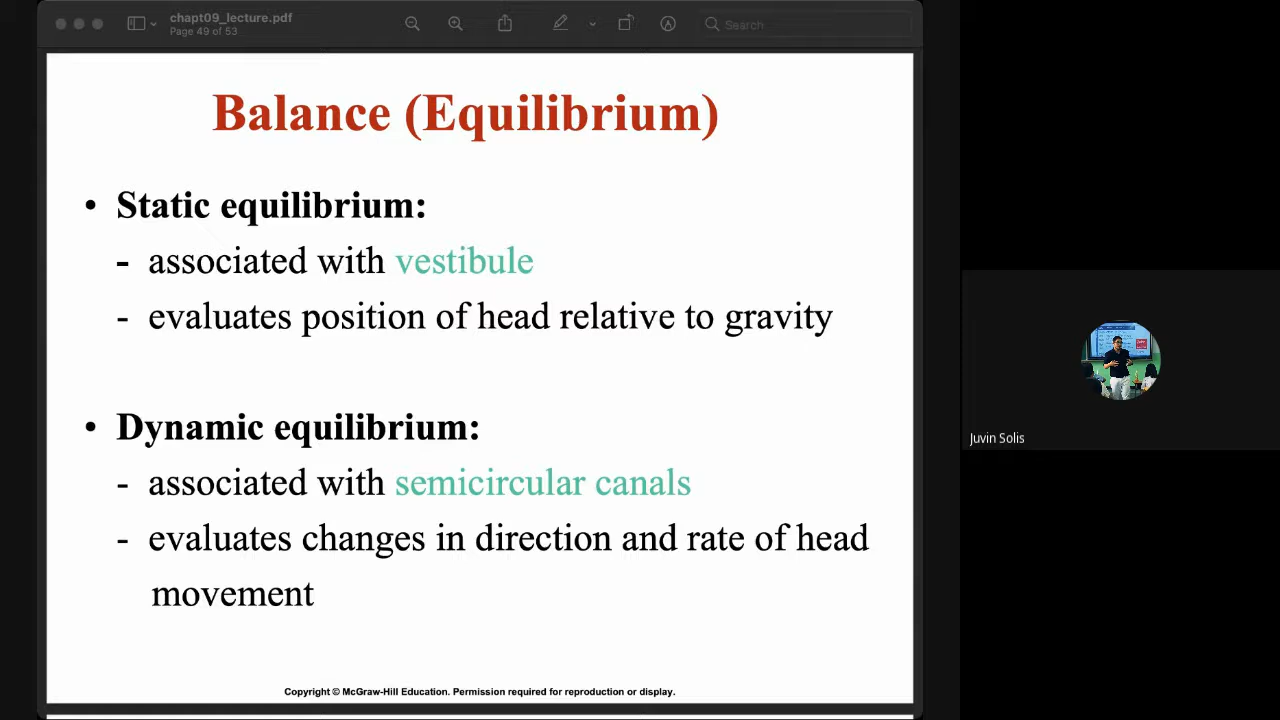 chapt09_lecture.pdf
Page 49 of 53
Search
Balance (Equilibrium)
• Static equilibrium:
- associated with vestibule
- evaluates position of head relative to gravity
• Dynamic equilibrium:
- associated with semicircular canals
- evaluates changes in direction and rate of head
movement
Copyright © McGraw-Hill Education. Permission required for reproduction or display.
Juvin Solis